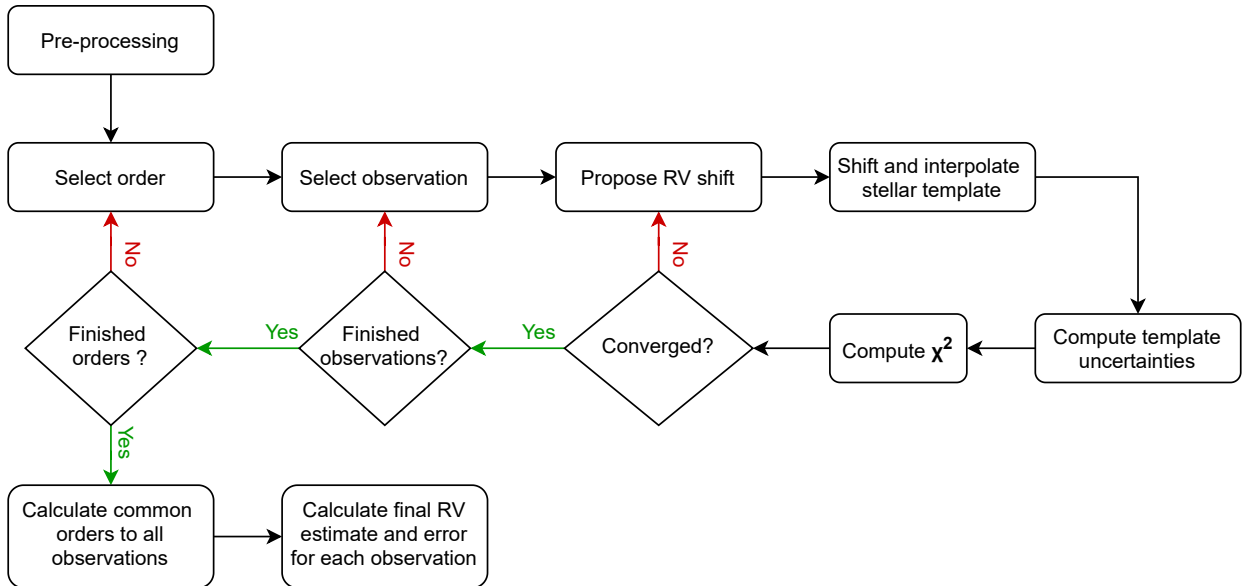 Pre-processing
Select order
Select observation
Propose RV shift
Shift and interpolate
stellar template
No
No
No
Finished
orders ?
Yes
Finished
observations?
Yes
Converged?
Compute χ²
Compute template
uncertainties
Yes
Calculate common
orders to all
observations
Calculate final RV
estimate and error
for each observation